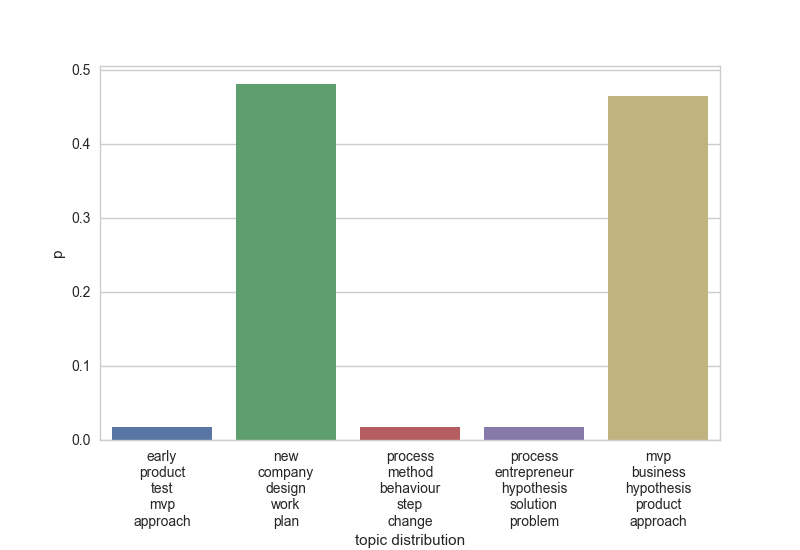 0.5
0.4
0.3
0.2
0.1
0.0
p
early
product
test
mvp
approach
new
company
design
work
plan
process
method
behaviour
step
change
process
entrepreneur
hypothesis
solution
problem
mvp
business
hypothesis
product
approach
topic distribution